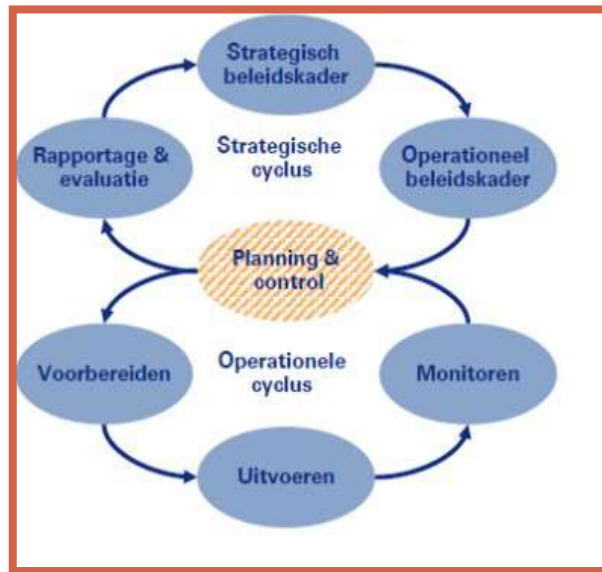 Strategisch
beleidskader
Rapportage &
evaluatie
Strategische
cyclus
Operationeel
beleidskader
Planning &
control
Voorbereiden
Operationele
cyclus
Monitoren
Uitvoeren